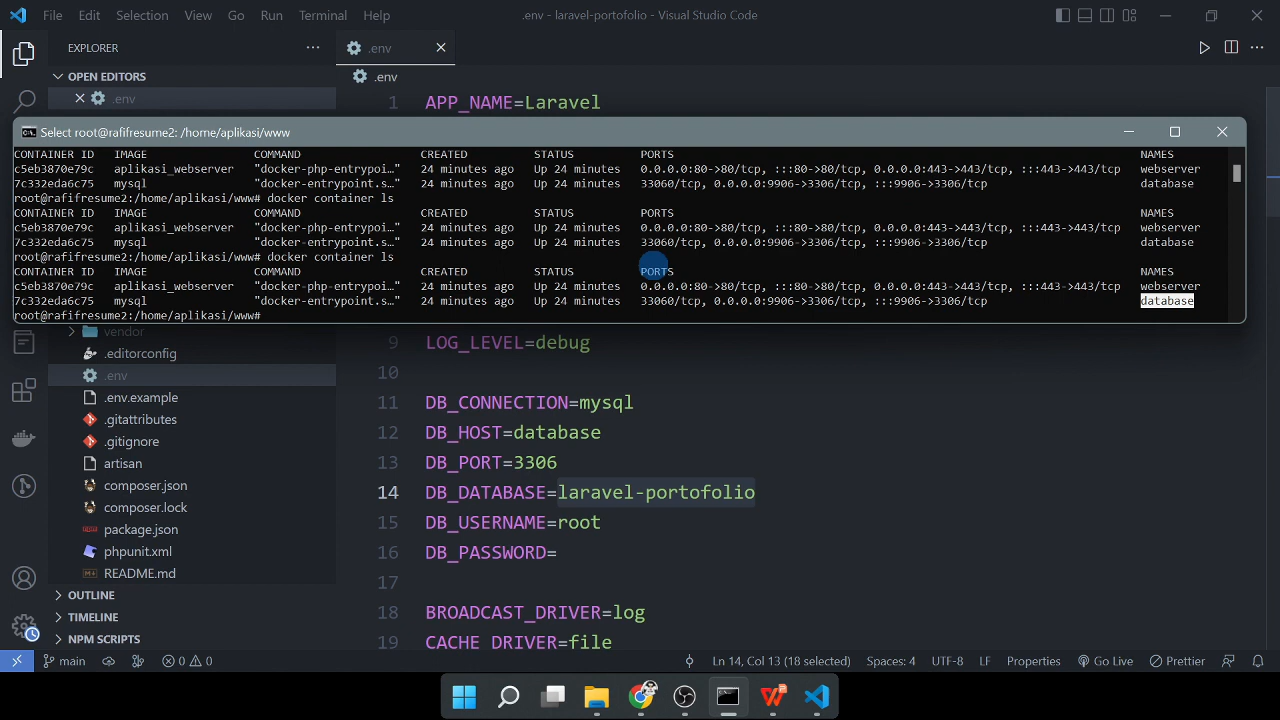 File Edit Selection View Go Run Terminal Help
.env - laravel-portofolio - Visual Studio Code
EXPLORER
.env
OPEN EDITORS
.env
.env
1 APP_NAME=Laravel
Select root@rafifresume2: /home/aplikasi/www
CONTAINER ID IMAGE COMMAND CREATED STATUS PORTS NAMES
c5eb3870e79c aplikasi_webserver "docker-php-entrypoi…" 24 minutes ago Up 24 minutes 0.0.0.0:80->80/tcp, :::80->80/tcp, 0.0.0.0:443->443/tcp, :::443->443/tcp webserver
7c332eda6c75 mysql "docker-entrypoint.s…" 24 minutes ago Up 24 minutes 33060/tcp, 0.0.0.0:9906->3306/tcp, :::9906->3306/tcp database
root@rafifresume2:/home/aplikasi/www# docker container ls
CONTAINER ID IMAGE COMMAND CREATED STATUS PORTS NAMES
c5eb3870e79c aplikasi_webserver "docker-php-entrypoi…" 24 minutes ago Up 24 minutes 0.0.0.0:80->80/tcp, :::80->80/tcp, 0.0.0.0:443->443/tcp, :::443->443/tcp webserver
7c332eda6c75 mysql "docker-entrypoint.s…" 24 minutes ago Up 24 minutes 33060/tcp, 0.0.0.0:9906->3306/tcp, :::9906->3306/tcp database
root@rafifresume2:/home/aplikasi/www# docker container ls
CONTAINER ID IMAGE COMMAND CREATED STATUS PORTS NAMES
c5eb3870e79c aplikasi_webserver "docker-php-entrypoi…" 24 minutes ago Up 24 minutes 0.0.0.0:80->80/tcp, :::80->80/tcp, 0.0.0.0:443->443/tcp, :::443->443/tcp webserver
7c332eda6c75 mysql "docker-entrypoint.s…" 24 minutes ago Up 24 minutes 33060/tcp, 0.0.0.0:9906->3306/tcp, :::9906->3306/tcp database
root@rafifresume2:/home/aplikasi/www#
vendor
.editorconfig
.env
.env.example
.gitattributes
.gitignore
artisan
composer.json
composer.lock
package.json
phpunit.xml
README.md
OUTLINE
TIMELINE
NPM SCRIPTS
9 LOG_LEVEL=debug
10
11 DB_CONNECTION=mysql
12 DB_HOST=database
13 DB_PORT=3306
14 DB_DATABASE=laravel-portofolio
15 DB_USERNAME=root
16 DB_PASSWORD=
17
18 BROADCAST_DRIVER=log
19 CACHE_DRIVER=file
main 0 0 Ln 14, Col 13 (18 selected) Spaces: 4 UTF-8 LF Properties Go Live Prettier